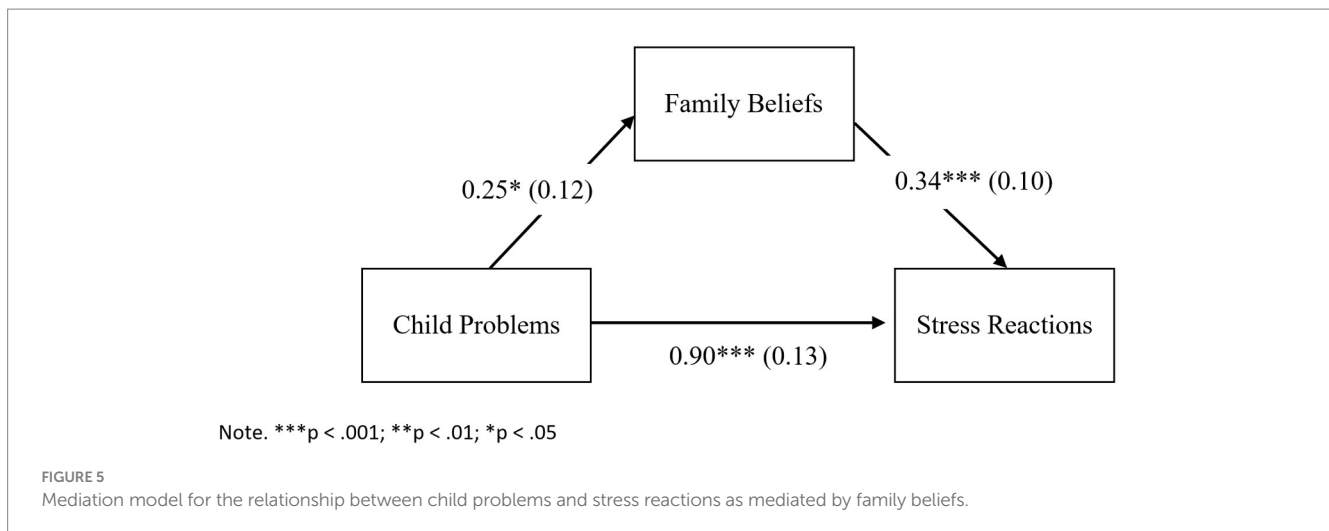 Family Beliefs
0.25* (0.12)
0.34*** (0.10)
Child Problems
Stress Reactions
0.90*** (0.13)
Note. ***p < .001; **p < .01; *p < .05
FIGURE 5
Mediation model for the relationship between child problems and stress reactions as mediated by family beliefs.